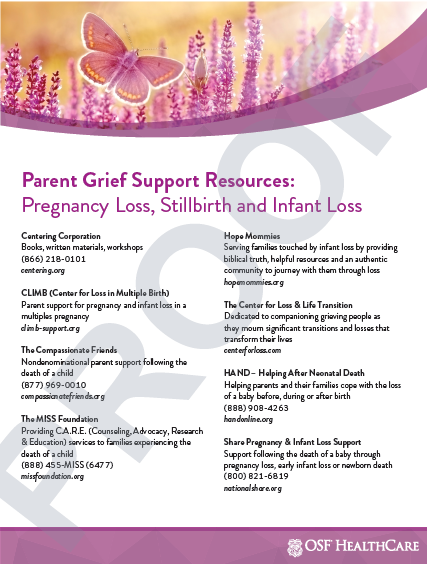 Parent Grief Support Resources:
Pregnancy Loss, Stillbirth and Infant Loss
Centering Corporation
Books, written materials, workshops
(866) 218-0101
centering.org
CLIMB (Center for Loss in Multiple Birth)
Parent support for pregnancy and infant loss in a
multiples pregnancy
climb-support.org
The Compassionate Friends
Nondenominational parent support following the
death of a child
(877) 969-0010
compassionatefriends.org
The MISS Foundation
Providing C.A.R.E. (Counseling, Advocacy, Research
& Education) services to families experiencing the
death of a child
(888) 455-MISS (6477)
missfoundation.org
Hope Mommies
Serving families touched by infant loss by providing
biblical truth, helpful resources and an authentic
community to journey with them through loss
hopemommies.org
The Center for Loss & Life Transition
Dedicated to companioning grieving people as
they mourn significant transitions and losses that
transform their lives
centerforloss.com
HAND – Helping After Neonatal Death
Helping parents and their families cope with the loss
of a baby before, during or after birth
(888) 908-4263
handonline.org
Share Pregnancy & Infant Loss Support
Support following the death of a baby through
pregnancy loss, early infant loss or newborn death
(800) 821-6819
nationalshare.org
OSF HEALTHCARE
PROOF